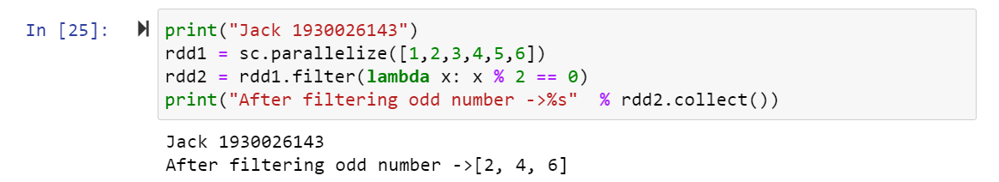 In [25]: print("Jack 1930026143")
rdd1 = sc.parallelize([1,2,3,4,5,6])
rdd2 = rdd1.filter(lambda x: x % 2 == 0)
print("After filtering odd number ->%s"  % rdd2.collect())
Jack 1930026143
After filtering odd number ->[2, 4, 6]